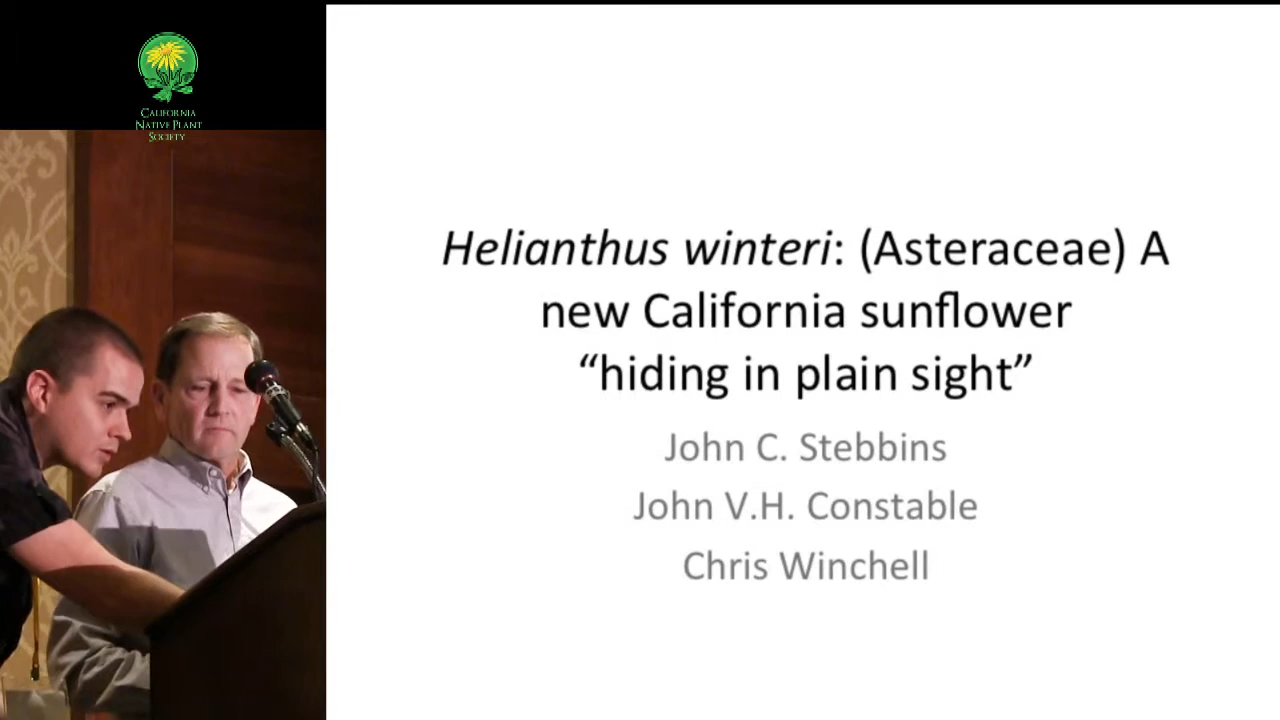 CALIFORNIA
NATIVE PLANT
SOCIETY
Helianthus winteri: (Asteraceae) A
new California sunflower
“hiding in plain sight”
John C. Stebbins
John V.H. Constable
Chris Winchell